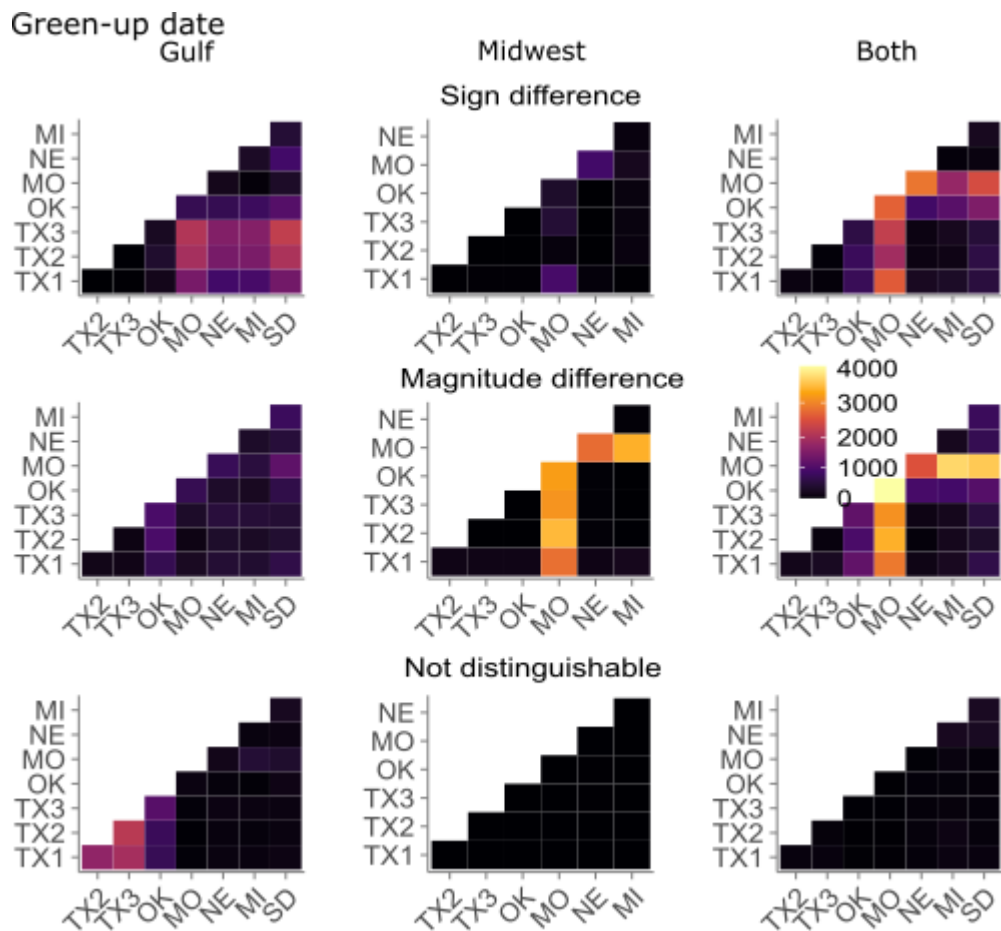 Green-up date
Gulf Midwest Both
Sign difference
MI
NE
MO
OK
TX3
TX2
TX1
TX2 TX3 OK MO NE MI SD
NE
MO
OK
TX3
TX2
TX1
TX2 TX3 OK MO NE MI
MI
NE
MO
OK
TX3
TX2
TX1
TX2 TX3 OK MO NE MI SD
Magnitude difference
MI
NE
MO
OK
TX3
TX2
TX1
TX2 TX3 OK MO NE MI SD
NE
MO
OK
TX3
TX2
TX1
TX2 TX3 OK MO NE MI
4000
3000
2000
1000
0
MI
NE
MO
OK
TX3
TX2
TX1
TX2 TX3 OK MO NE MI SD
Not distinguishable
MI
NE
MO
OK
TX3
TX2
TX1
TX2 TX3 OK MO NE MI SD
NE
MO
OK
TX3
TX2
TX1
TX2 TX3 OK MO NE MI
MI
NE
MO
OK
TX3
TX2
TX1
TX2 TX3 OK MO NE MI SD